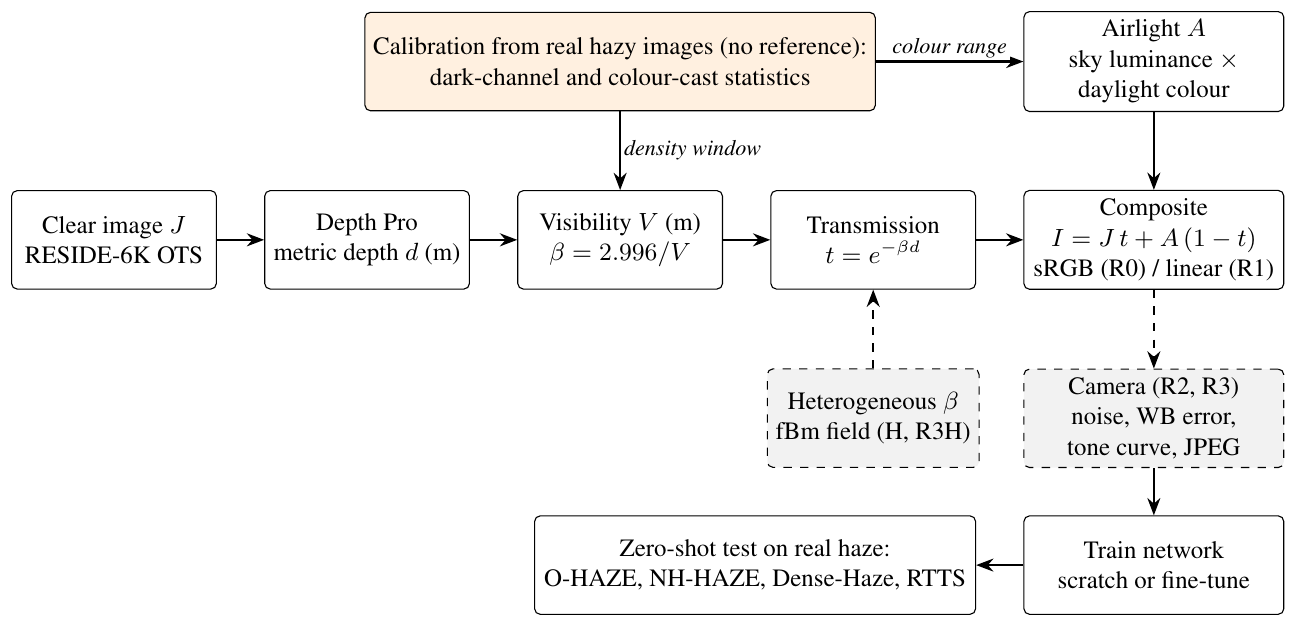 Calibration from real hazy images (no reference):
dark-channel and colour-cast statistics
colour range
Airlight A
sky luminance ×
daylight colour
density window
Clear image J
RESIDE-6K OTS
Depth Pro
metric depth d (m)
Visibility V (m)
β = 2.996/V
Transmission
t = e^{−βd}
Composite
I = J t + A (1 − t)
sRGB (R0) / linear (R1)
Heterogeneous β
fBm field (H, R3H)
Camera (R2, R3)
noise, WB error,
tone curve, JPEG
Zero-shot test on real haze:
O-HAZE, NH-HAZE, Dense-Haze, RTTS
Train network
scratch or fine-tune